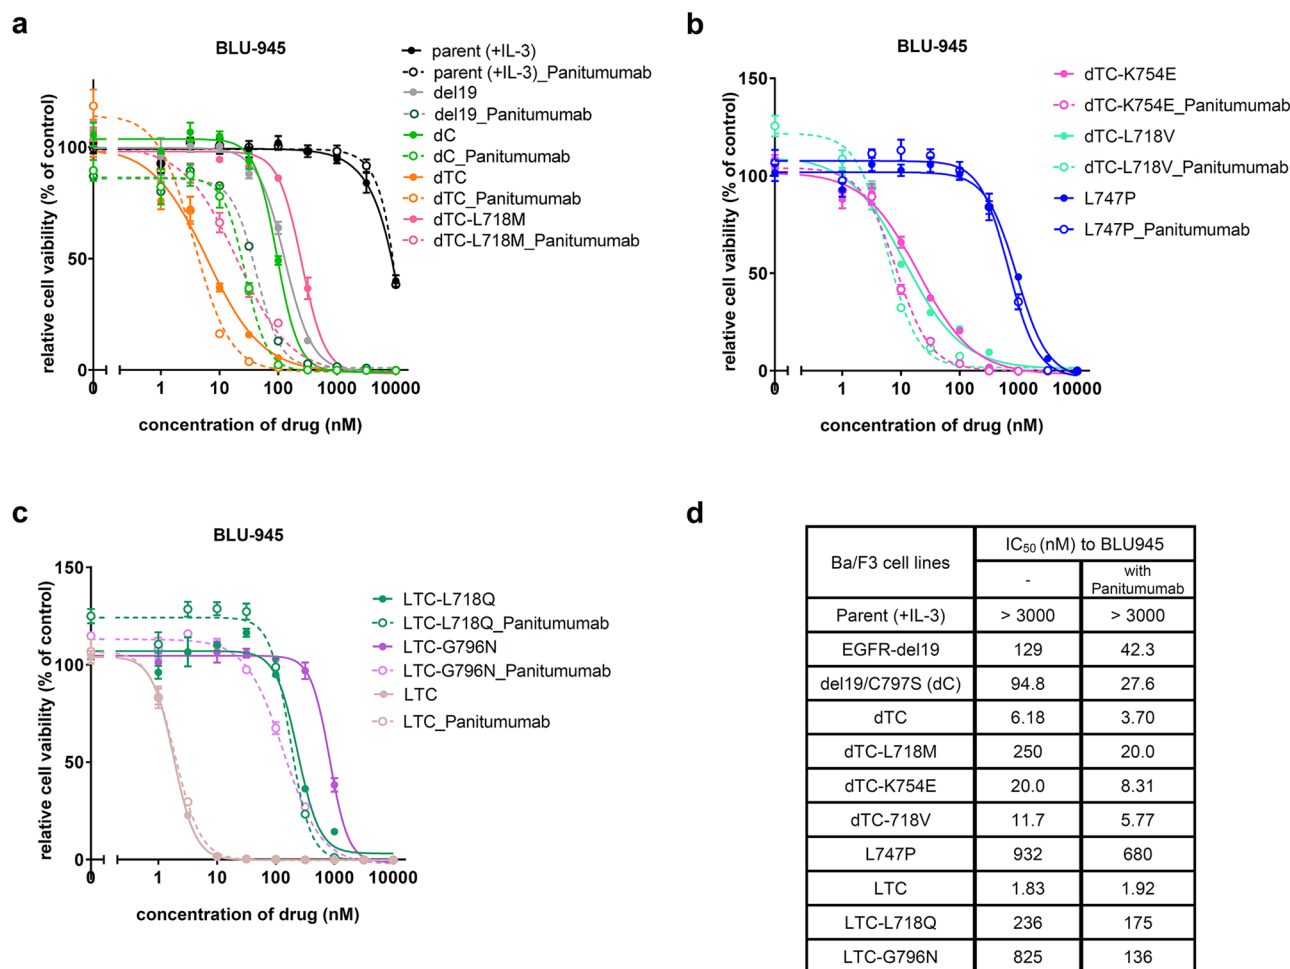 a
BLU-945
relative cell vaibility (% of control)
100
50
0
0
1
10
100
1000
10000
concentration of drug (nM)
parent (+IL-3)
parent (+IL-3)_Panitumumab
del19
del19_Panitumumab
dC
dC_Panitumumab
dTC
dTC_Panitumumab
dTC-L718M
dTC-L718M_Panitumumab
b
BLU-945
relative cell vaibility (% of control)
150
100
50
0
0
1
10
100
1000
10000
concentration of drug (nM)
dTC-K754E
dTC-K754E_Panitumumab
dTC-L718V
dTC-L718V_Panitumumab
L747P
L747P_Panitumumab
c
BLU-945
relative cell vaibility (% of control)
150
100
50
0
0
1
10
100
1000
10000
concentration of drug (nM)
LTC-L718Q
LTC-L718Q_Panitumumab
LTC-G796N
LTC-G796N_Panitumumab
LTC
LTC_Panitumumab
d
Ba/F3 cell lines
IC50 (nM) to BLU945
-
with
Panitumumab
Parent (+IL-3) > 3000 > 3000
EGFR-del19 129 42.3
del19/C797S (dC) 94.8 27.6
dTC 6.18 3.70
dTC-L718M 250 20.0
dTC-K754E 20.0 8.31
dTC-718V 11.7 5.77
L747P 932 680
LTC 1.83 1.92
LTC-L718Q 236 175
LTC-G796N 825 136